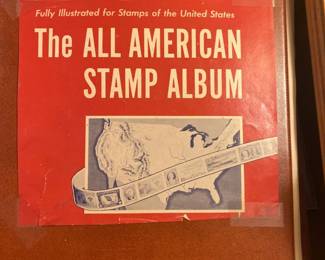 Fully Illustrated for Stamps of the United States
The ALL AMERICAN
STAMP ALBUM